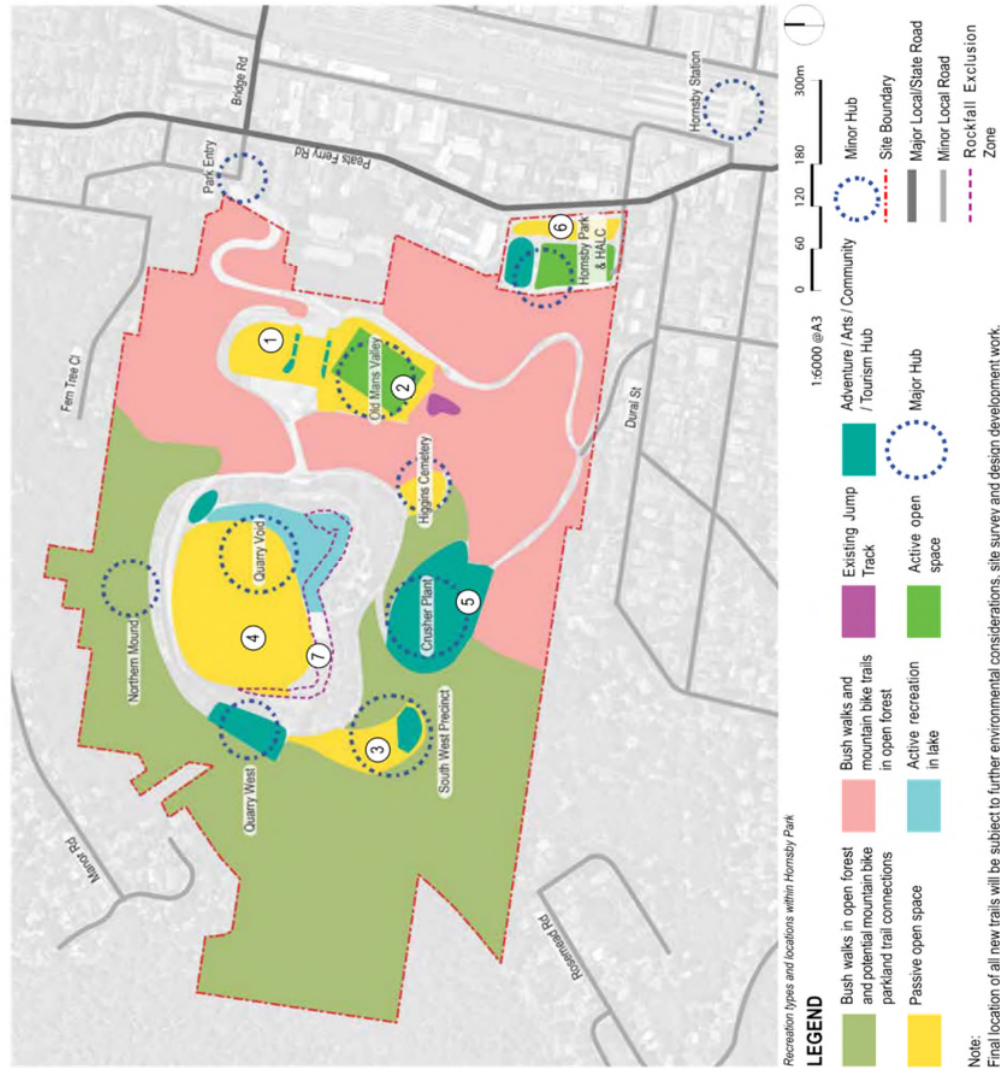 Manor Rd
Fern Tree Cl
Bridge Rd
Park Entry
Peats Ferry Rd
Northern Mound
Quarry West
4
Quarry Void
7
1
Old Mans Valley
2
3
South West Precinct
Crusher Plant
5
Higgins Cemetery
6
Hornsby Park
& HALC
Hornsby Station
Dural St
Rosemead Rd
Recreation types and locations within Hornsby Park
1:6000 @A3
0 60 120 180 300m
LEGEND
Bush walks in open forest
and potential mountain bike
parkland trail connections
Passive open space
Bush walks and
mountain bike trails
in open forest
Active recreation
in lake
Existing Jump
Track
Active open
space
Adventure / Arts / Community
/ Tourism Hub
Major Hub
Minor Hub
Site Boundary
Major Local/State Road
Minor Local Road
Rockfall Exclusion
Zone
Note:
Final location of all new trails will be subject to further environmental considerations, site survey and design development work.